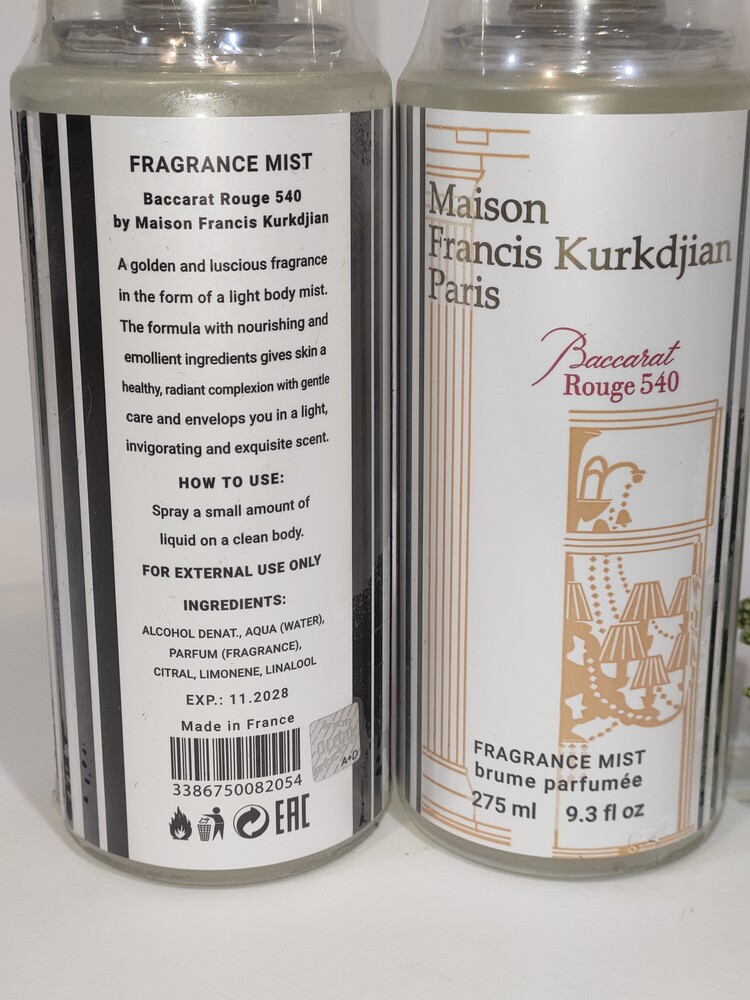 FRAGRANCE MIST
Baccarat Rouge 540
by Maison Francis Kurkdjian
A golden and luscious fragrance
in the form of a light body mist.
The formula with nourishing and
emollient ingredients gives skin a
healthy, radiant complexion with gentle
care and envelops you in a light,
invigorating and exquisite scent.
HOW TO USE:
Spray a small amount of
liquid on a clean body.
FOR EXTERNAL USE ONLY
INGREDIENTS:
ALCOHOL DENAT., AQUA (WATER),
PARFUM (FRAGRANCE),
CITRAL, LIMONENE, LINALOOL
EXP.: 11.2028
Made in France
A+D
3386750082054
EAC
Maison
Francis Kurkdjian
Paris
Baccarat
Rouge 540
FRAGRANCE MIST
brume parfumée
275 ml 9.3 fl oz